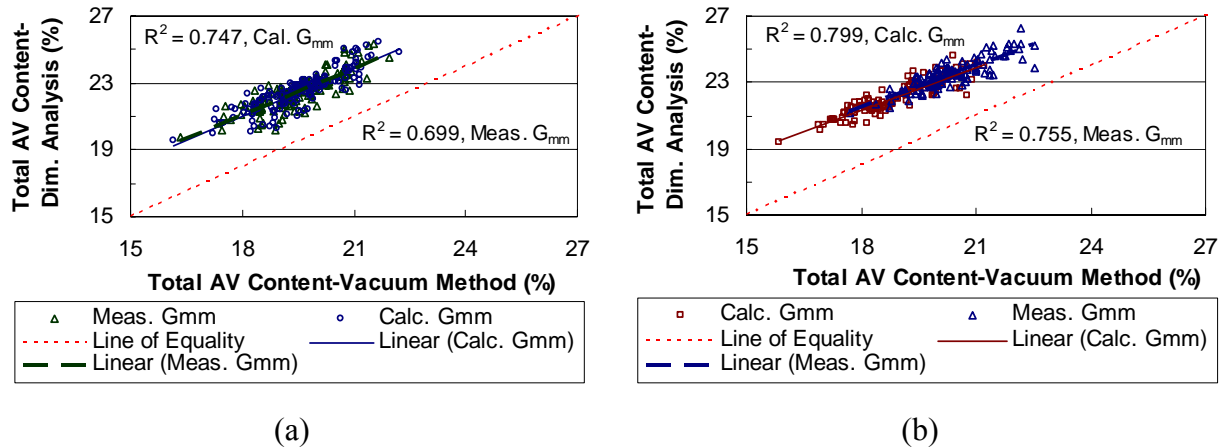 Total AV Content-
Dim. Analysis (%)
27
23
19
15
R² = 0.747, Cal. Gmm
R² = 0.699, Meas. Gmm
15 18 21 24 27
Total AV Content-Vacuum Method (%)
Meas. Gmm Calc. Gmm
Line of Equality Linear (Calc. Gmm)
Linear (Meas. Gmm)
(a)
Total AV Content-
Dim. Analysis (%)
27
23
19
15
R² = 0.799, Calc. Gmm
R² = 0.755, Meas. Gmm
15 18 21 24 27
Total AV Content-Vacuum Method (%)
Calc. Gmm Meas. Gmm
Line of Equality Linear (Calc. Gmm)
Linear (Meas. Gmm)
(b)